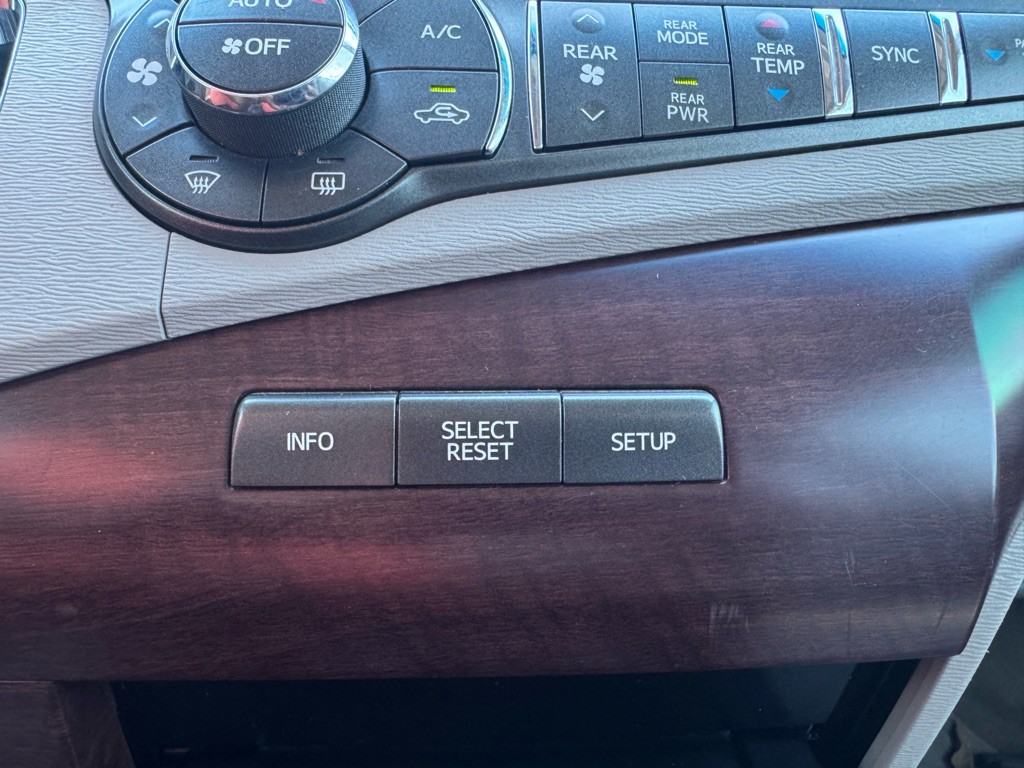 AUTO
OFF
A/C
REAR
REAR
MODE
REAR
PWR
REAR
TEMP
SYNC
INFO
SELECT
RESET
SETUP